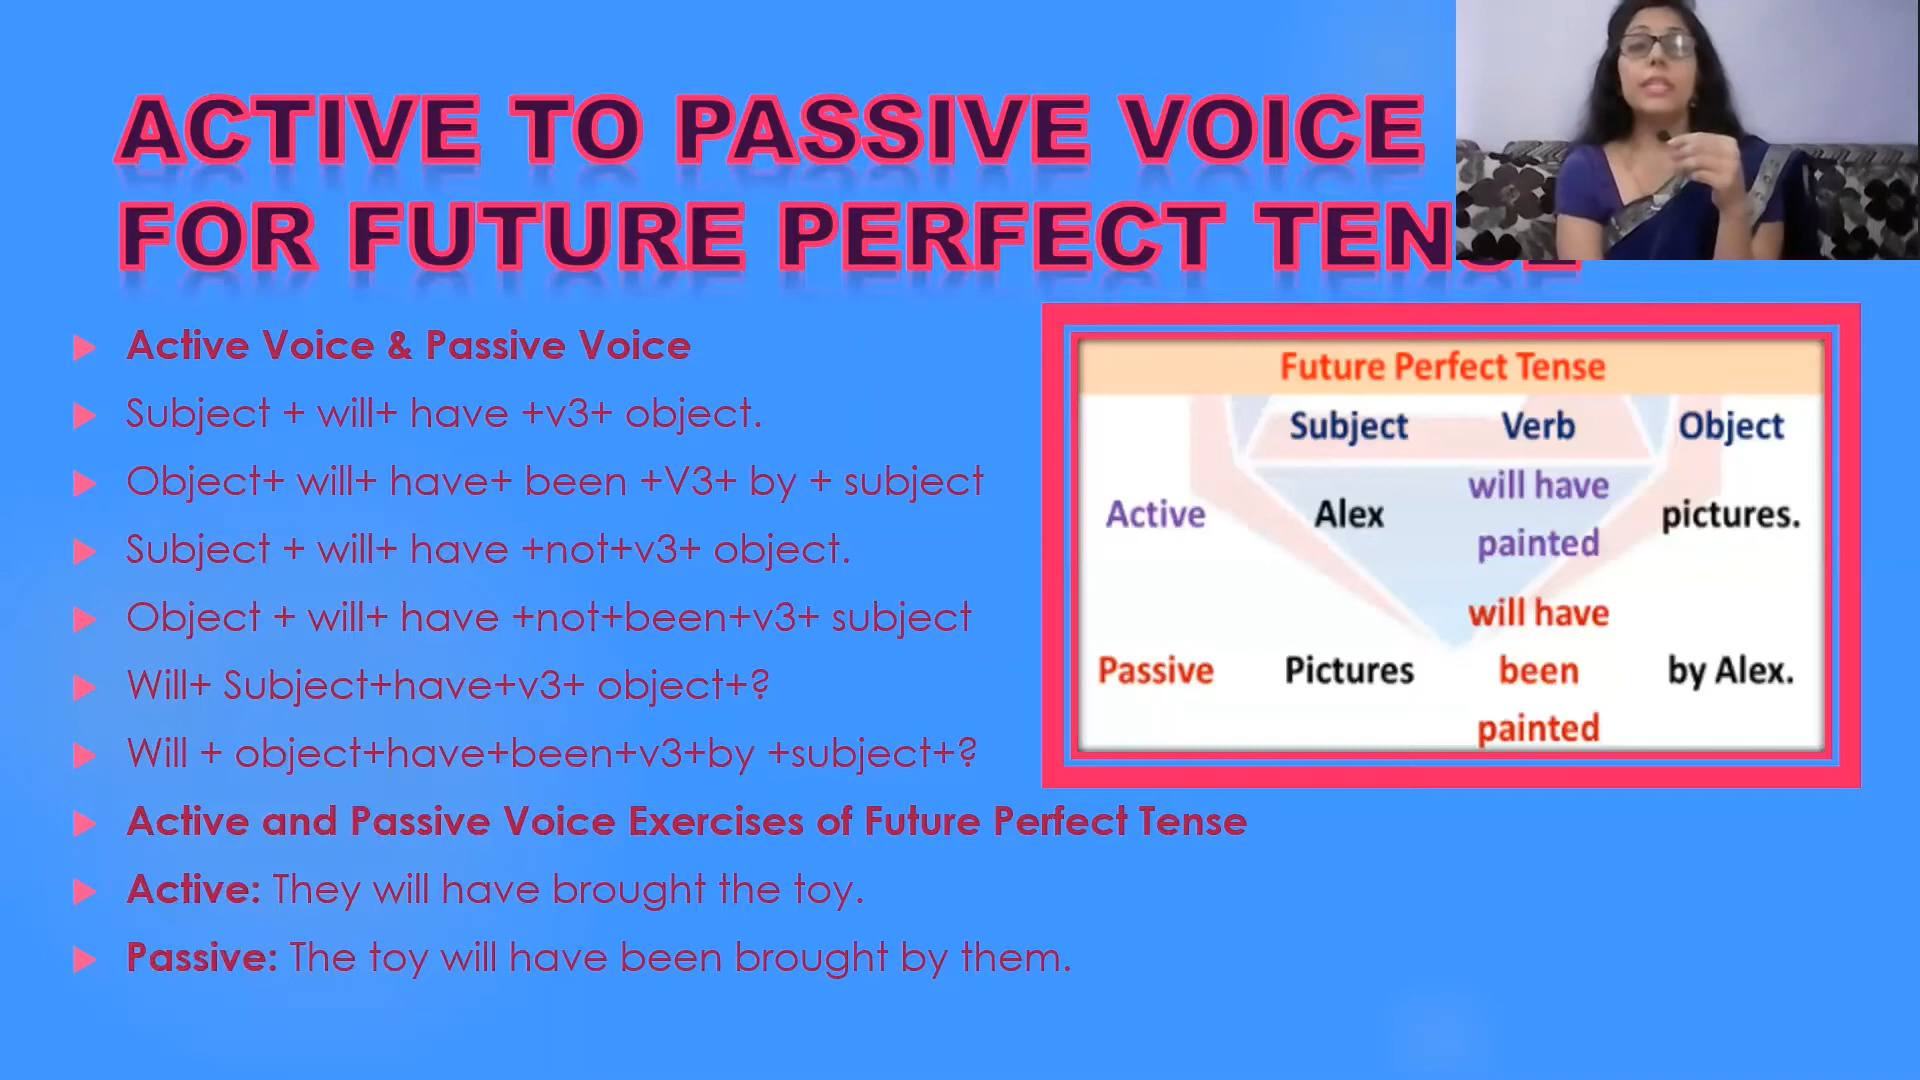 ACTIVE TO PASSIVE VOICE
FOR FUTURE PERFECT TENSE
Active Voice & Passive Voice
Subject + will+ have +v3+ object.
Object+ will+ have+ been +V3+ by + subject
Subject + will+ have +not+v3+ object.
Object + will+ have +not+been+v3+ subject
Will+ Subject+have+v3+ object+?
Will + object+have+been+v3+by +subject+?
Active and Passive Voice Exercises of Future Perfect Tense
Active: They will have brought the toy.
Passive: The toy will have been brought by them.
Future Perfect Tense
Subject Verb Object
Active Alex will have painted pictures.
Passive Pictures will have been painted by Alex.